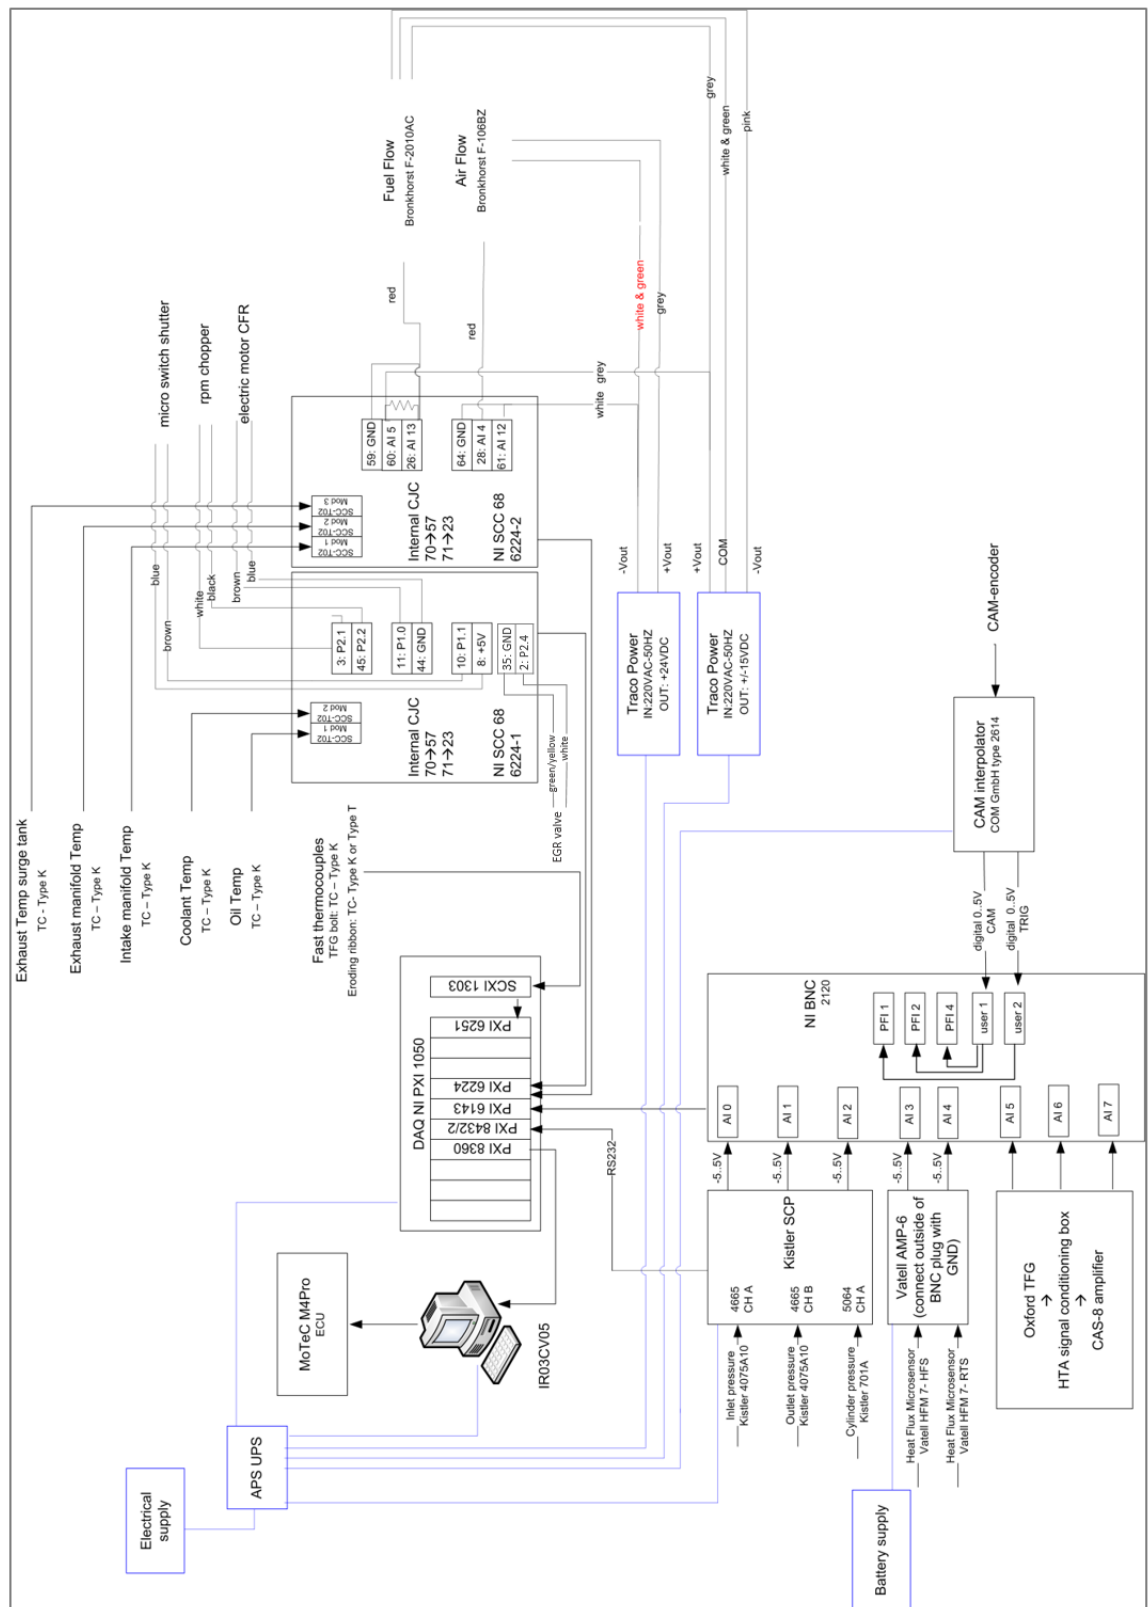 Exhaust Temp surge tank
TC - Type K
Exhaust manifold Temp
TC – Type K
Intake manifold Temp
TC – Type K
Coolant Temp
TC – Type K
Oil Temp
TC – Type K
Fast thermocouples
TFG bolt: TC – Type K
Eroding ribbon: TC- Type K or Type T
micro switch shutter
rpm chopper
electric motor CFR
blue
brown
white
black
brown
blue
Fuel Flow
Bronkhorst F-2010AC
Air Flow
Bronkhorst F-106BZ
red
red
grey
white & green
pink
white & green
grey
white
grey
SCC-T02
Mod 1
SCC-T02
Mod 2
SCC-T02
Mod 3
59: GND
60: AI 5
26: AI 13
64: GND
28: AI 4
61: AI 12
Internal CJC
70→57
71→23
NI SCC 68
6224-2
SCC-T02
Mod 1
SCC-T02
Mod 2
3: P2.1
45: P2.2
11: P1.0
44: GND
10: P1.1
8: +5V
35: GND
2: P2.4
Internal CJC
70→57
71→23
NI SCC 68
6224-1
EGR valve
green/yellow
white
-Vout
+Vout
+Vout
COM
-Vout
Traco Power
IN:220VAC-50HZ
OUT: +24VDC
Traco Power
IN:220VAC-50HZ
OUT: +/-15VDC
CAM-encoder
CAM interpolator
COM GmbH type 2614
digital 0..5V
CAM
digital 0..5V
TRIG
DAQ NI PXI 1050
SCXI 1303
PXI 6251
PXI 6224
PXI 6143
PXI 8432/2
PXI 8360
RS232
NI BNC
2120
PFI 1
PFI 2
PFI 4
user 1
user 2
AI 0
AI 1
AI 2
AI 3
AI 4
AI 5
AI 6
AI 7
-5..5V
-5..5V
-5..5V
-5..5V
-5..5V
MoTeC M4Pro
ECU
IR03CV05
Kistler SCP
4665
CH A
4665
CH B
5064
CH A
Vatell AMP-6
(connect outside of
BNC plug with
GND)
Oxford TFG
→
HTA signal conditioning box
→
CAS-8 amplifier
Inlet pressure
Kistler 4075A10
Outlet pressure
Kistler 4075A10
Cylinder pressure
Kistler 701A
Heat Flux Microsensor
Vatell HFM 7- HFS
Heat Flux Microsensor
Vatell HFM 7- RTS
APS UPS
Electrical
supply
Battery supply